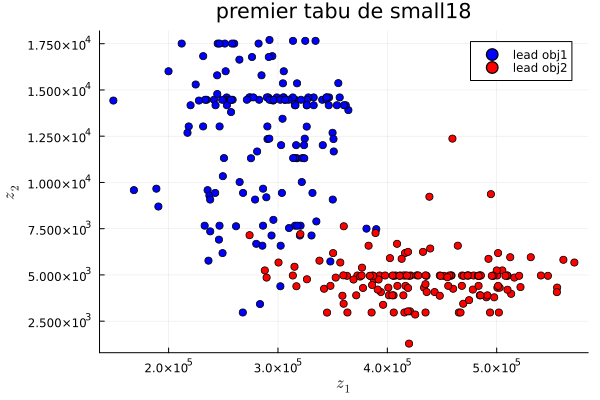 premier tabu de small18
1.750×10⁴
1.500×10⁴
1.250×10⁴
1.000×10⁴
7.500×10³
5.000×10³
2.500×10³
z₂
lead obj1
lead obj2
2.0×10⁵ 3.0×10⁵ 4.0×10⁵ 5.0×10⁵
z₁